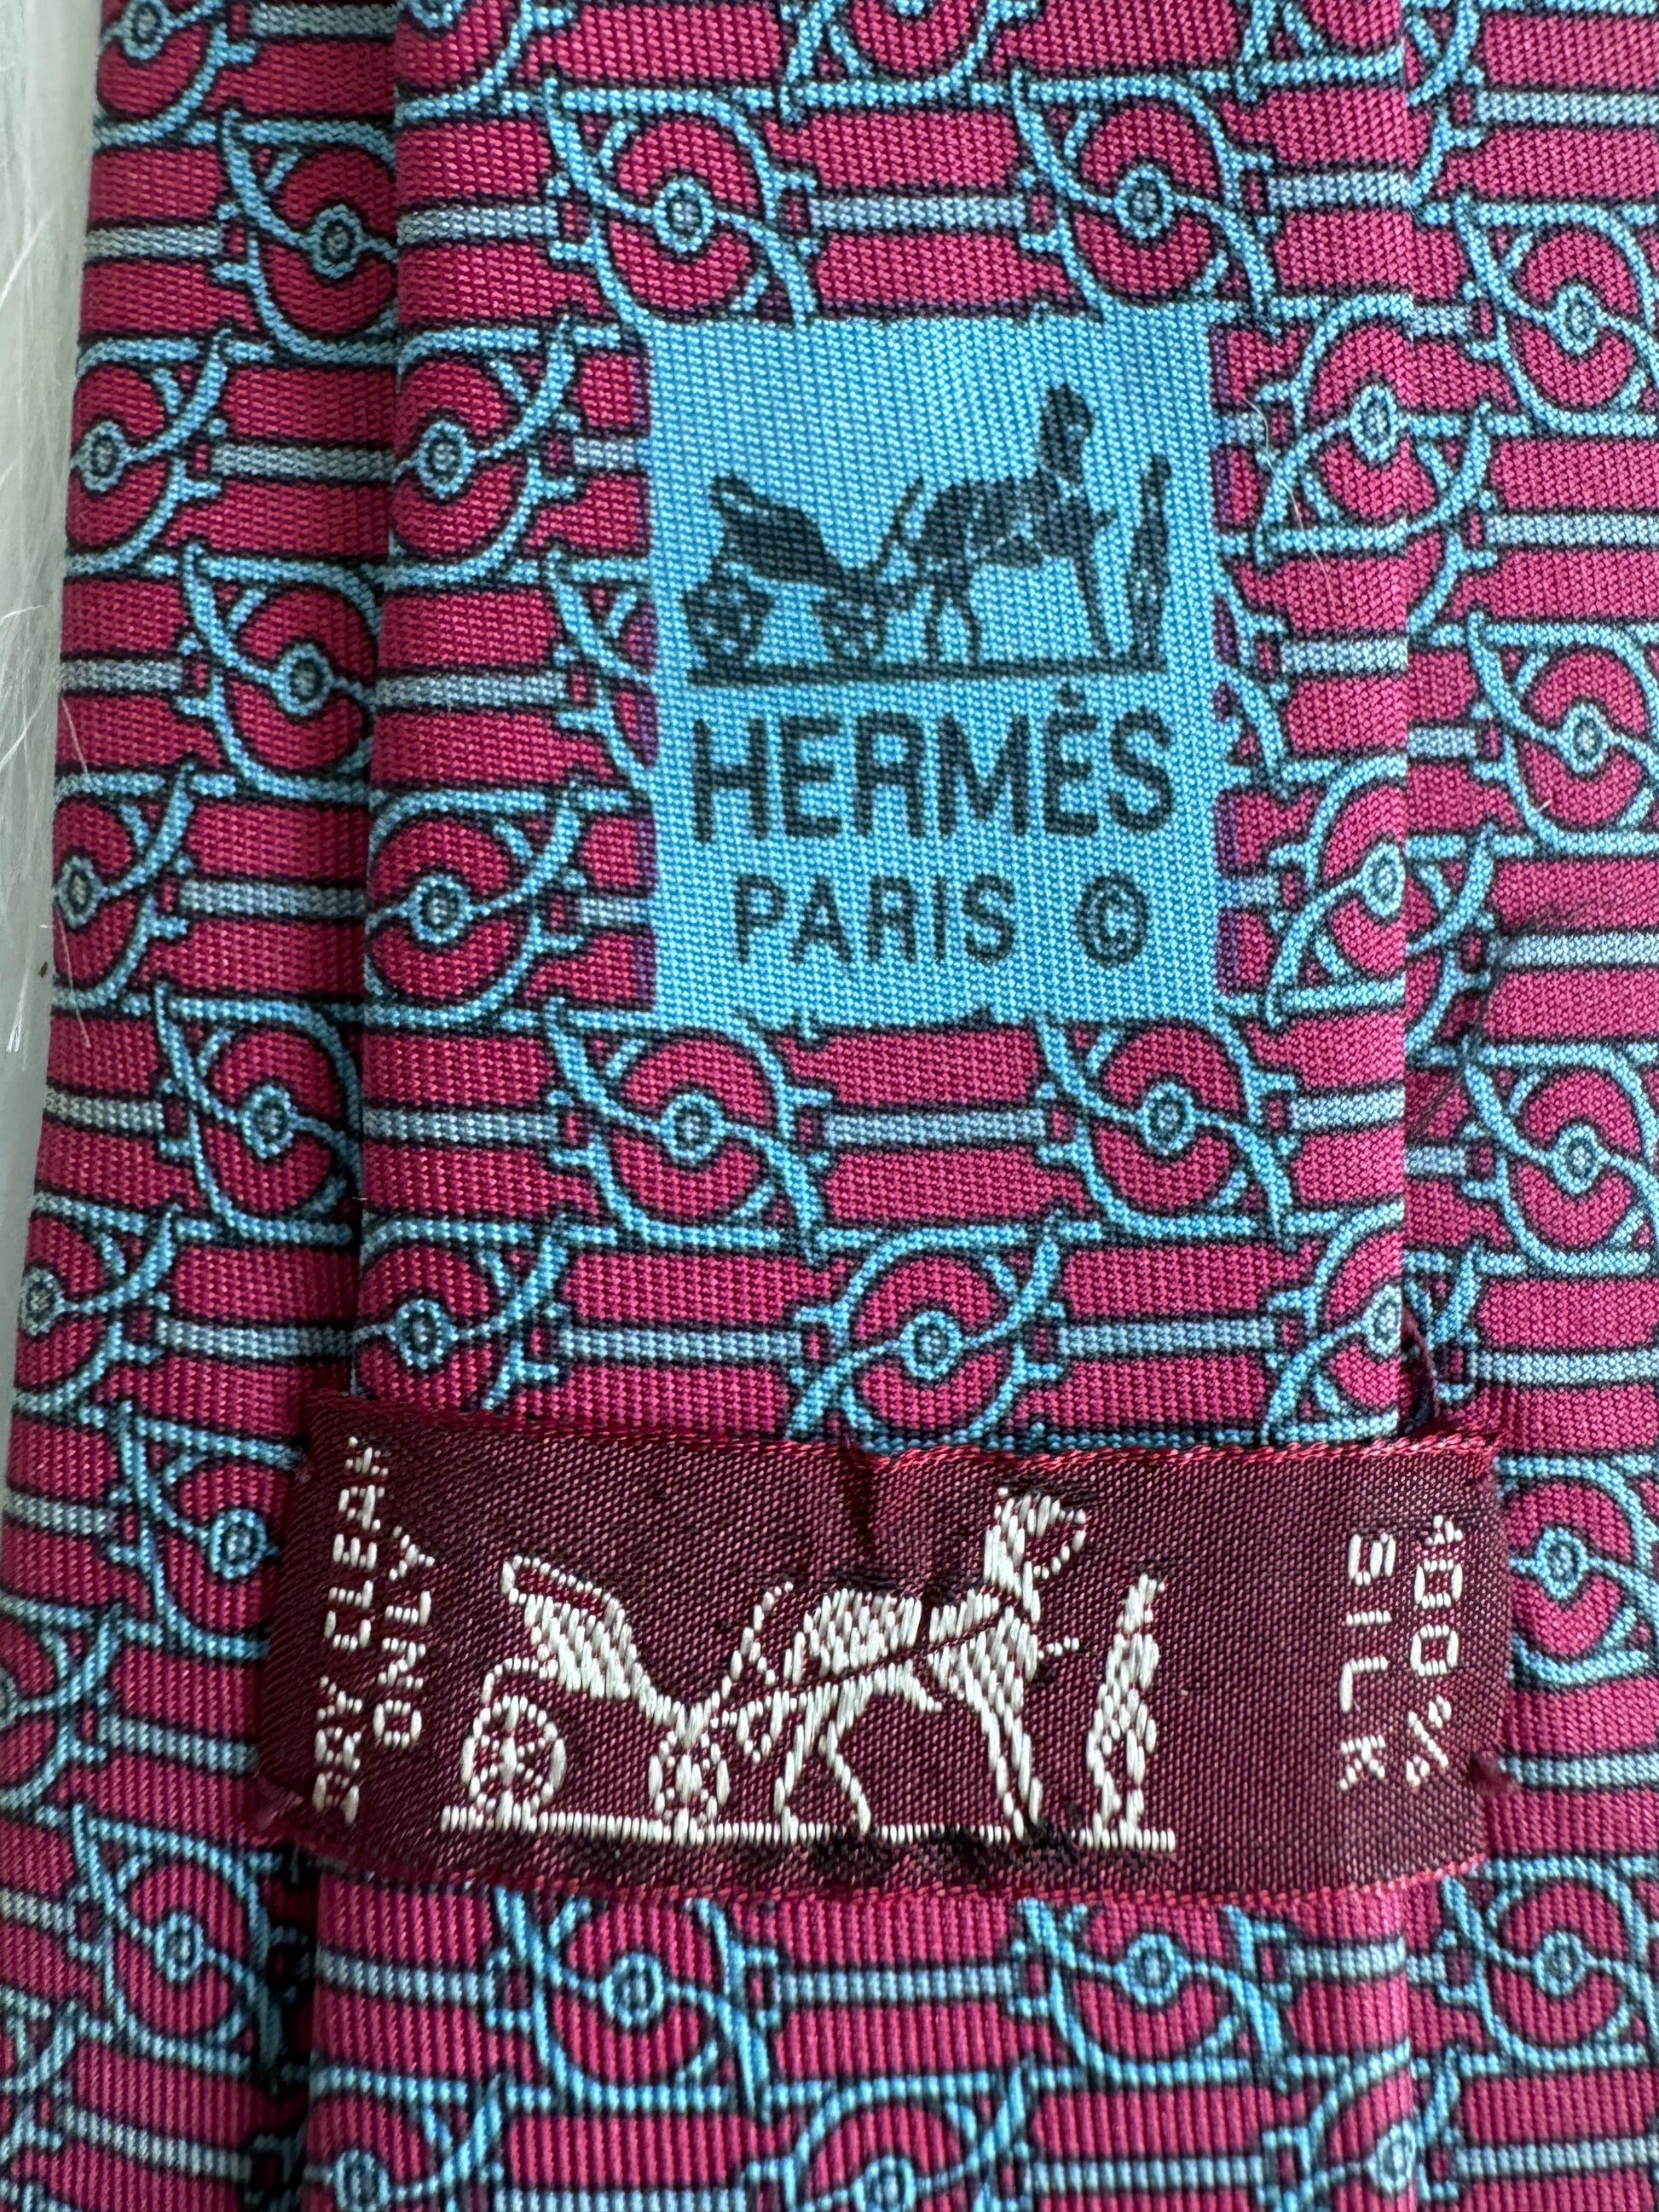 HERMÈS
PARIS ©
DRY CLEAN
ONLY
100%
SILK